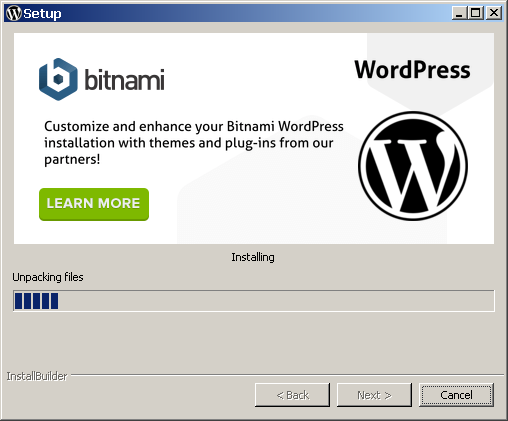 Setup
bitnami
WordPress
Customize and enhance your Bitnami WordPress
installation with themes and plug-ins from our
partners!
LEARN MORE
Installing
Unpacking files
InstallBuilder
< Back
Next >
Cancel